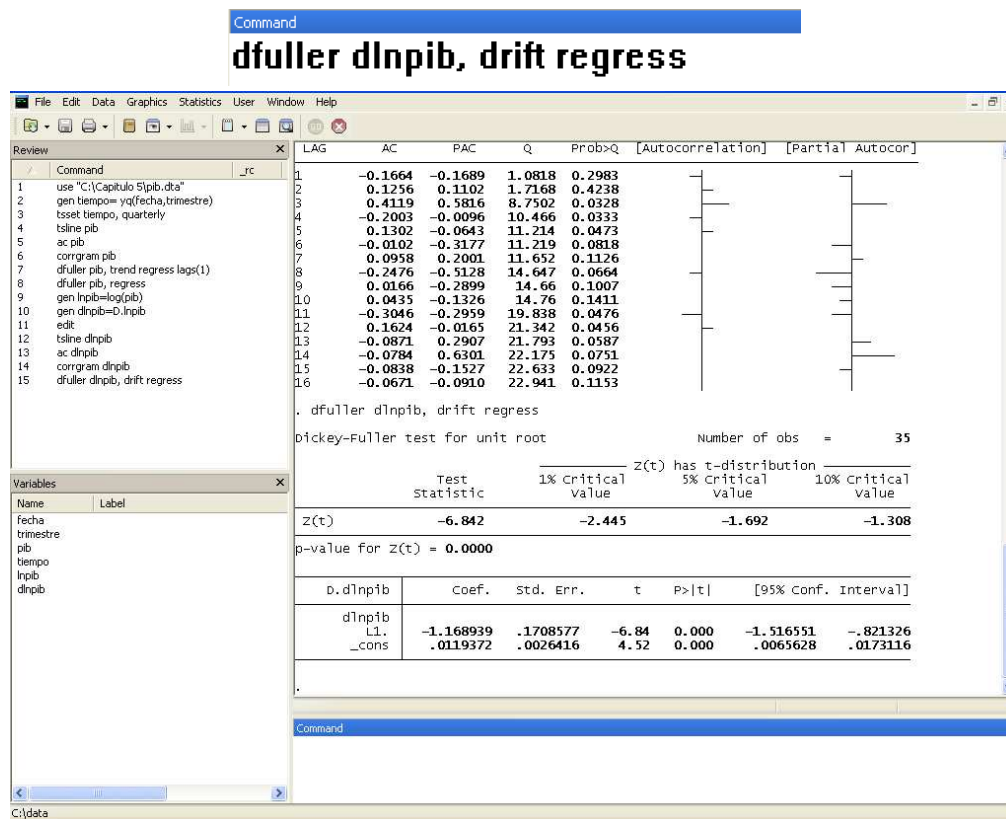 Command
dfuller dlnpib, drift regress
File Edit Data Graphics Statistics User Window Help
Review
Command _rc
1 use "C:\Capitulo 5\pib.dta"
2 gen tiempo= yq(fecha,trimestre)
3 tsset tiempo, quarterly
4 tsline pib
5 ac pib
6 corrgram pib
7 dfuller pib, trend regress lags(1)
8 dfuller pib, regress
9 gen lnpib=log(pib)
10 gen dlnpib=D.lnpib
11 edit
12 tsline dlnpib
13 ac dlnpib
14 corrgram dlnpib
15 dfuller dlnpib, drift regress
Variables
Name Label
fecha
trimestre
pib
tiempo
lnpib
dlnpib
LAG AC PAC Q Prob>Q [Autocorrelation] [Partial Autocor]
1 -0.1664 -0.1689 1.0818 0.2983
2 0.1256 0.1102 1.7168 0.4238
3 0.4119 0.5816 8.7502 0.0328
4 -0.2003 -0.0096 10.466 0.0333
5 0.1302 -0.0643 11.214 0.0473
6 -0.0102 -0.3177 11.219 0.0818
7 0.0958 0.2001 11.652 0.1126
8 -0.2476 -0.5128 14.647 0.0664
9 0.0166 -0.2899 14.66 0.1007
10 0.0435 -0.1326 14.76 0.1411
11 -0.3046 -0.2959 19.838 0.0476
12 0.1624 -0.0165 21.342 0.0456
13 -0.0871 0.2907 21.793 0.0587
14 -0.0784 0.6301 22.175 0.0751
15 -0.0838 -0.1527 22.633 0.0922
16 -0.0671 -0.0910 22.941 0.1153
. dfuller dlnpib, drift regress
Dickey-Fuller test for unit root Number of obs = 35
Z(t) has t-distribution
Test 1% Critical 5% Critical 10% Critical
Statistic Value Value Value
Z(t) -6.842 -2.445 -1.692 -1.308
p-value for Z(t) = 0.0000
D.dlnpib Coef. Std. Err. t P>|t| [95% Conf. Interval]
dlnpib
L1. -1.168939 .1708577 -6.84 0.000 -1.516551 -.821326
_cons .0119372 .0026416 4.52 0.000 .0065628 .0173116
.
Command
C:\data